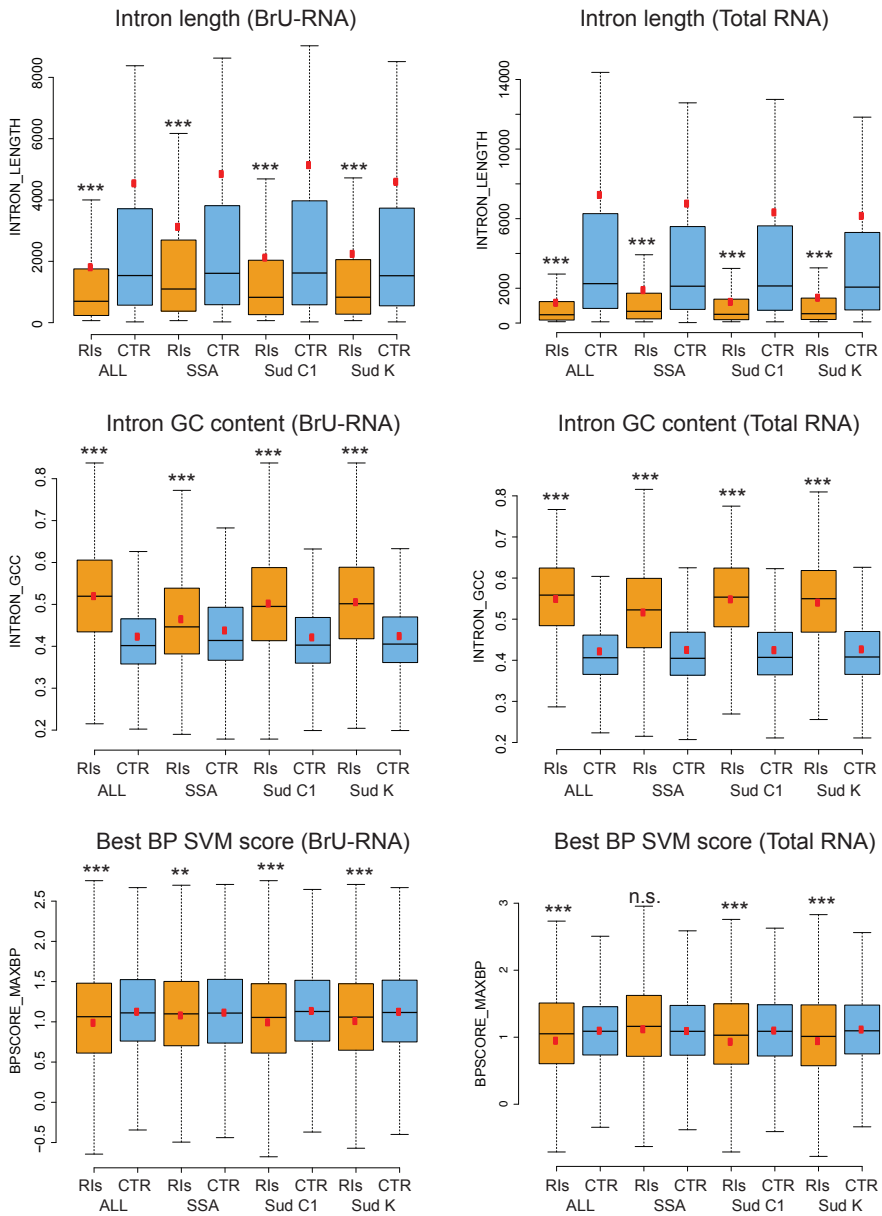 Intron length (BrU-RNA)
INTRON_LENGTH
8000
6000
4000
2000
0
*** *** *** ***
RIs CTR RIs CTR RIs CTR RIs CTR
ALL SSA Sud C1 Sud K
Intron length (Total RNA)
INTRON_LENGTH
14000
10000
6000
2000
0
*** *** *** ***
RIs CTR RIs CTR RIs CTR RIs CTR
ALL SSA Sud C1 Sud K
Intron GC content (BrU-RNA)
INTRON_GCC
0.8
0.7
0.6
0.5
0.4
0.3
0.2
*** *** *** ***
RIs CTR RIs CTR RIs CTR RIs CTR
ALL SSA Sud C1 Sud K
Intron GC content (Total RNA)
INTRON_GCC
0.8
0.7
0.6
0.5
0.4
0.3
0.2
*** *** *** ***
RIs CTR RIs CTR RIs CTR RIs CTR
ALL SSA Sud C1 Sud K
Best BP SVM score (BrU-RNA)
BPSCORE_MAXBP
2.5
2.0
1.5
1.0
0.5
0.0
−0.5
*** ** *** ***
RIs CTR RIs CTR RIs CTR RIs CTR
ALL SSA Sud C1 Sud K
Best BP SVM score (Total RNA)
BPSCORE_MAXBP
3
2
1
0
*** n.s. *** ***
RIs CTR RIs CTR RIs CTR RIs CTR
ALL SSA Sud C1 Sud K